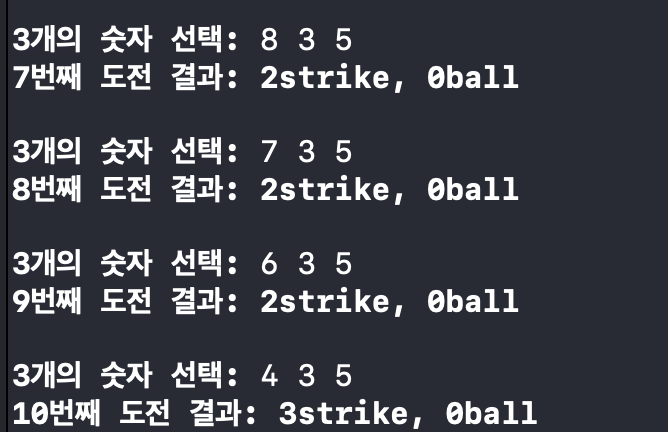 3개의 숫자 선택: 8 3 5
7번째 도전 결과: 2strike, 0ball
3개의 숫자 선택: 7 3 5
8번째 도전 결과: 2strike, 0ball
3개의 숫자 선택: 6 3 5
9번째 도전 결과: 2strike, 0ball
3개의 숫자 선택: 4 3 5
10번째 도전 결과: 3strike, 0ball